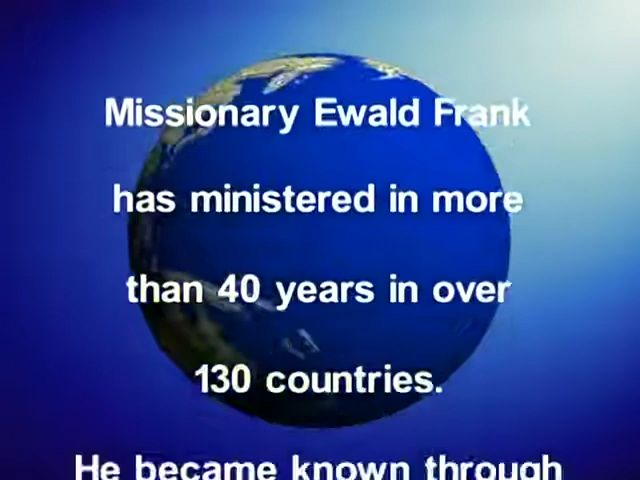 Missionary Ewald Frank
has ministered in more
than 40 years in over
130 countries.
He became known through